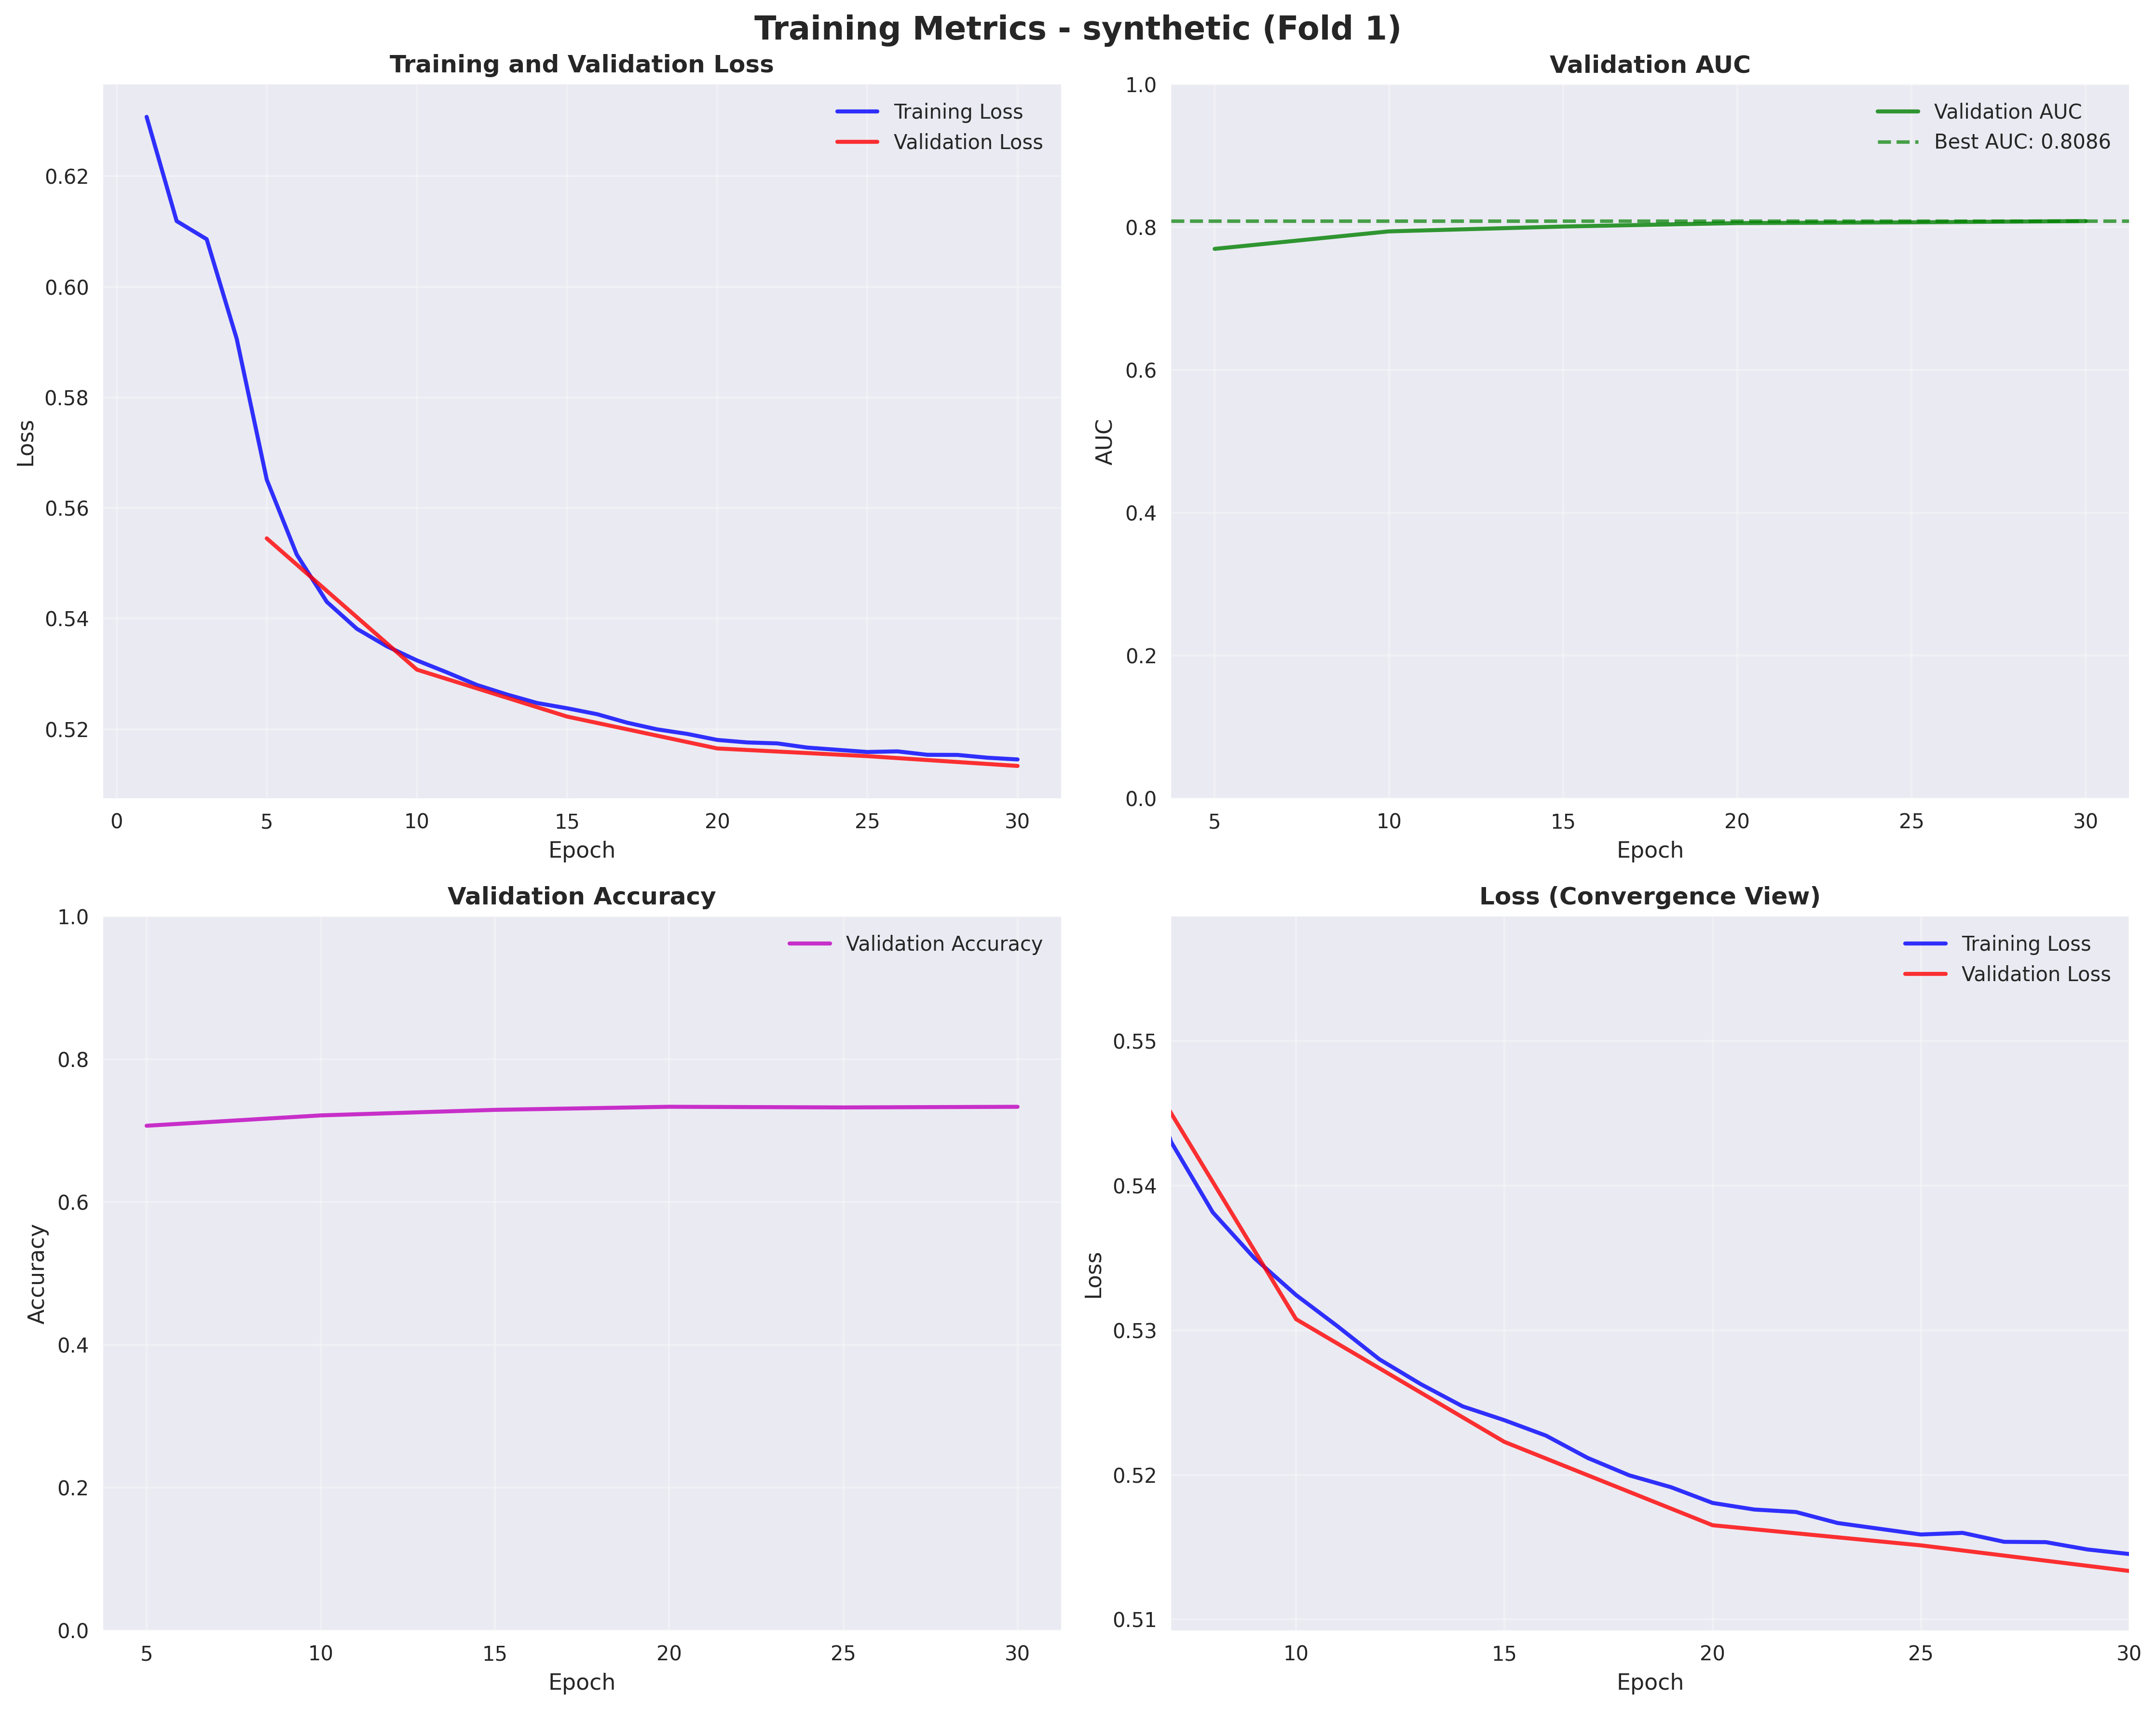 Training Metrics - synthetic (Fold 1)
Training and Validation Loss
Training Loss
Validation Loss
0.62
0.60
0.58
0.56
0.54
0.52
Loss
0 5 10 15 20 25 30
Epoch
Validation AUC
Validation AUC
Best AUC: 0.8086
1.0
0.8
0.6
0.4
0.2
0.0
AUC
5 10 15 20 25 30
Epoch
Validation Accuracy
Validation Accuracy
1.0
0.8
0.6
0.4
0.2
0.0
Accuracy
5 10 15 20 25 30
Epoch
Loss (Convergence View)
Training Loss
Validation Loss
0.55
0.54
0.53
0.52
0.51
Loss
10 15 20 25 30
Epoch